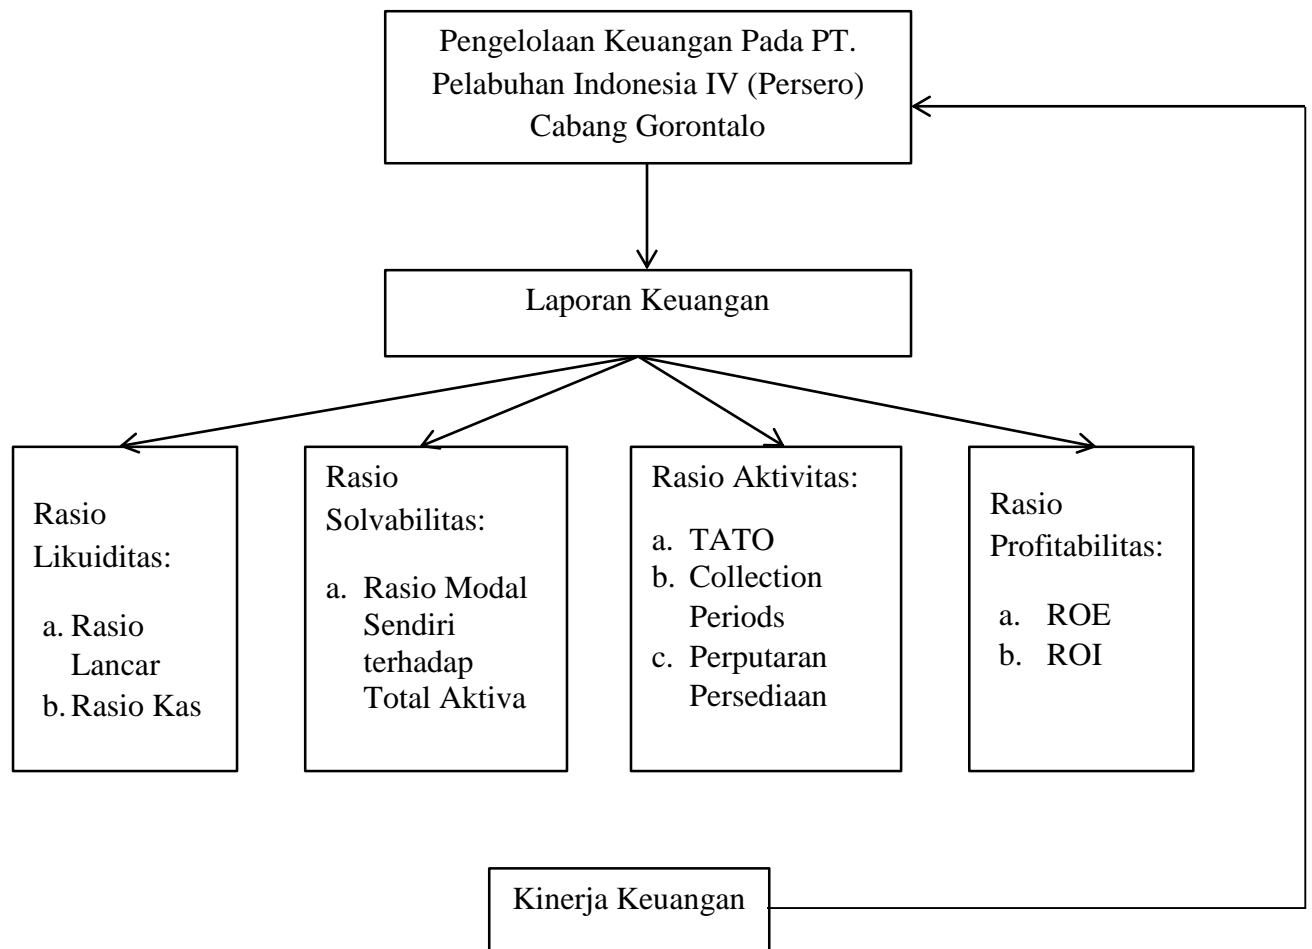 Pengelolaan Keuangan Pada PT.
Pelabuhan Indonesia IV (Persero)
Cabang Gorontalo
Laporan Keuangan
Rasio
Likuiditas:
a. Rasio
Lancar
b. Rasio Kas
Rasio
Solvabilitas:
a. Rasio Modal
Sendiri
terhadap
Total Aktiva
Rasio Aktivitas:
a. TATO
b. Collection
Periods
c. Perputaran
Persediaan
Rasio
Profitabilitas:
a. ROE
b. ROI
Kinerja Keuangan